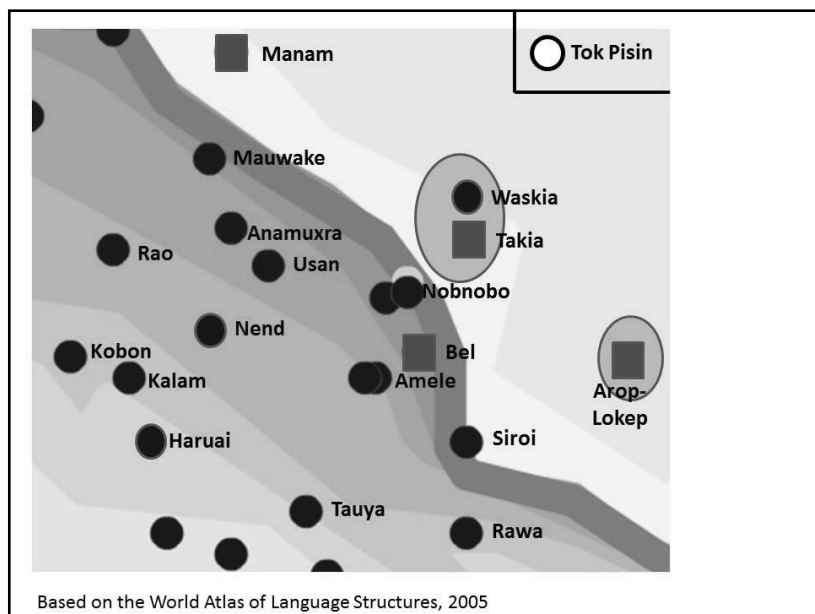 Tok Pisin
Manam
Mauwake
Waskia
Anamuxra
Takia
Rao
Usan
Nobnobo
Nend
Kobon
Bel
Kalam
Amele
Arop-
Lokep
Haruai
Siroi
Tauya
Rawa
Based on the World Atlas of Language Structures, 2005